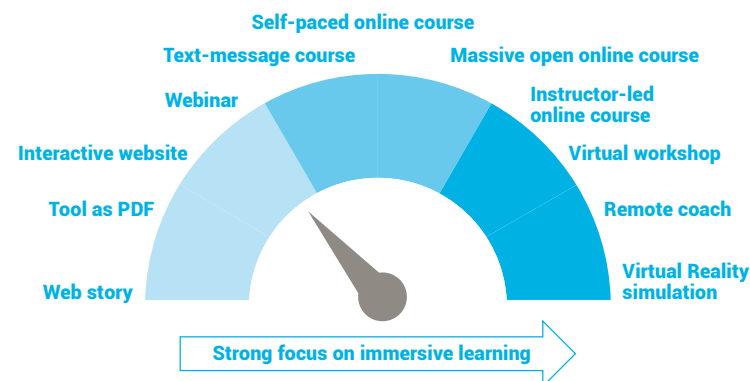 Self-paced online course
Text-message course
Massive open online course
Webinar
Instructor-led
online course
Interactive website
Virtual workshop
Tool as PDF
Remote coach
Web story
Virtual Reality
simulation
Strong focus on immersive learning